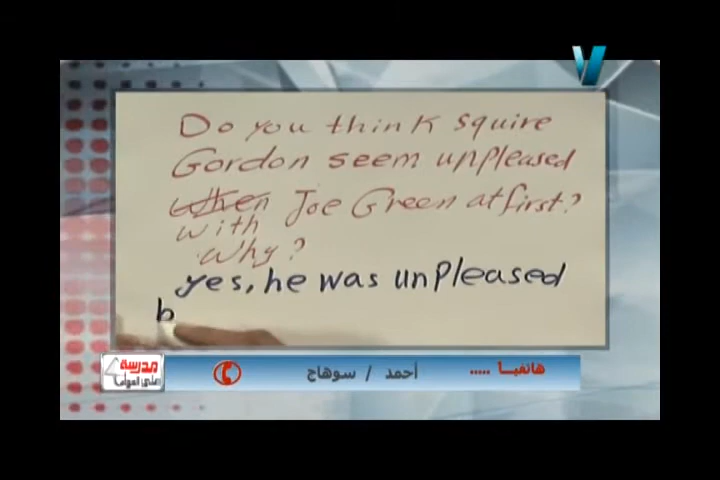 Do you think squire
Gordon seem unpleased
when Joe Green at first?
with
why?
yes, he was unpleased
b
مدرسة
على الهواء
أحمد / سوهاج
هاتفياً .....